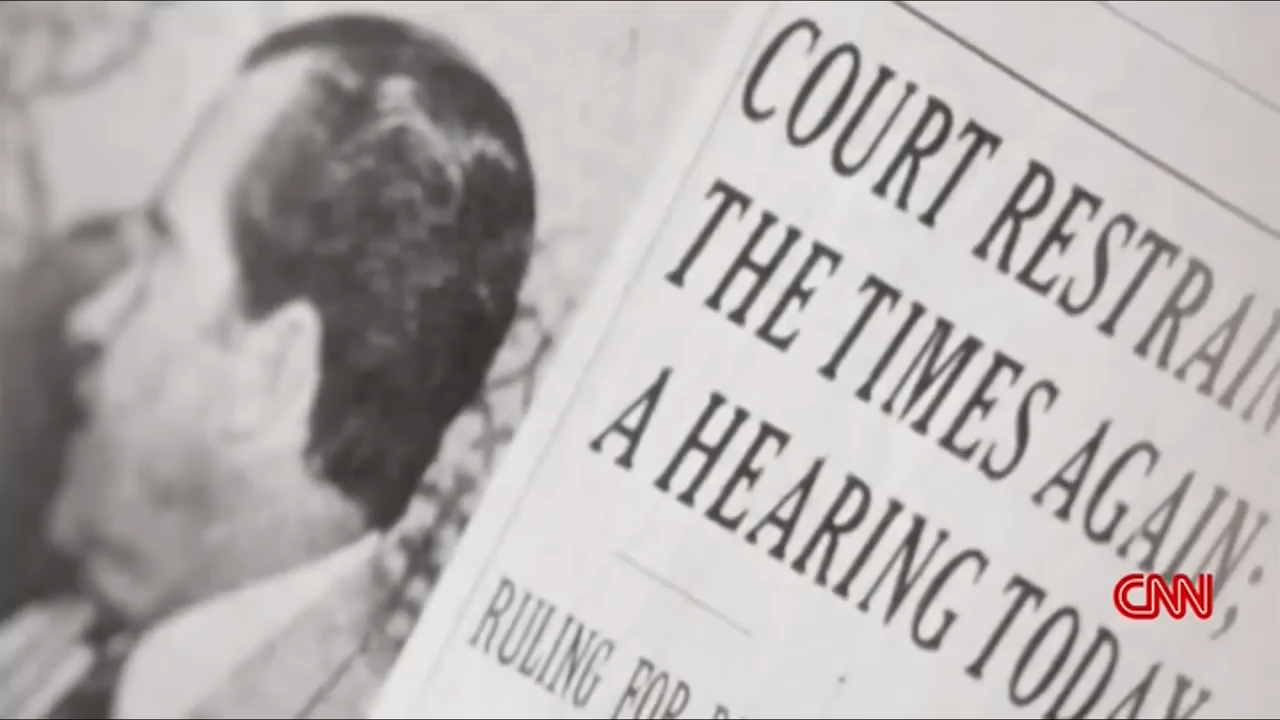 COURT RESTRAIN
THE TIMES AGAIN;
A HEARING TODAY
RULING FOR
CNN